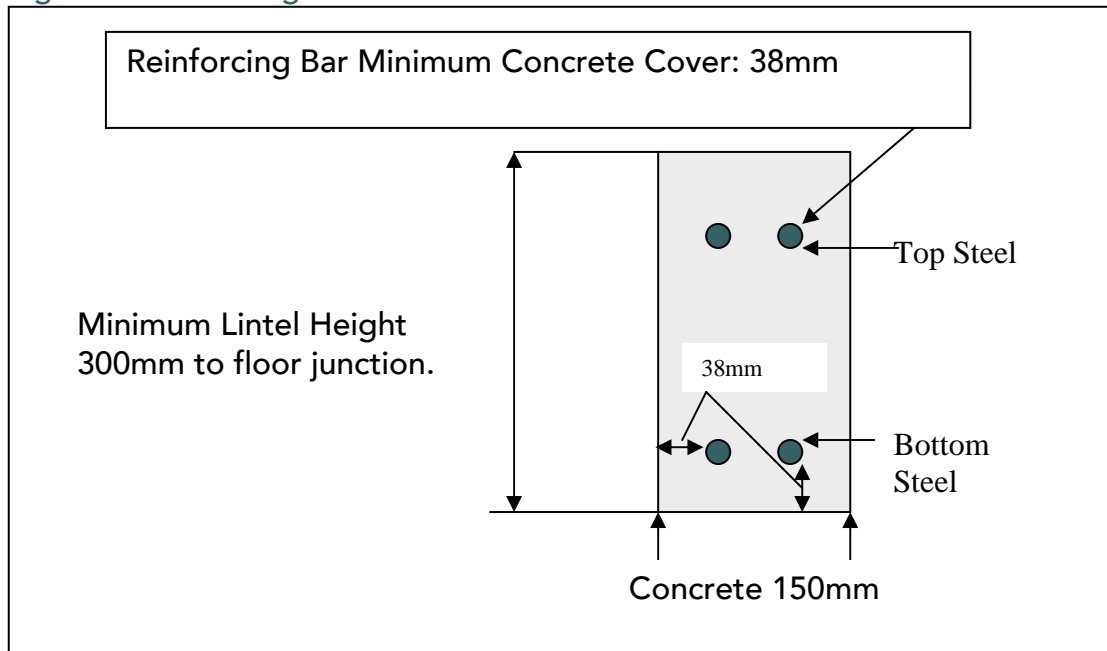 Reinforcing Bar Minimum Concrete Cover: 38mm
Top Steel
Minimum Lintel Height
300mm to floor junction.
38mm
Bottom
Steel
Concrete 150mm